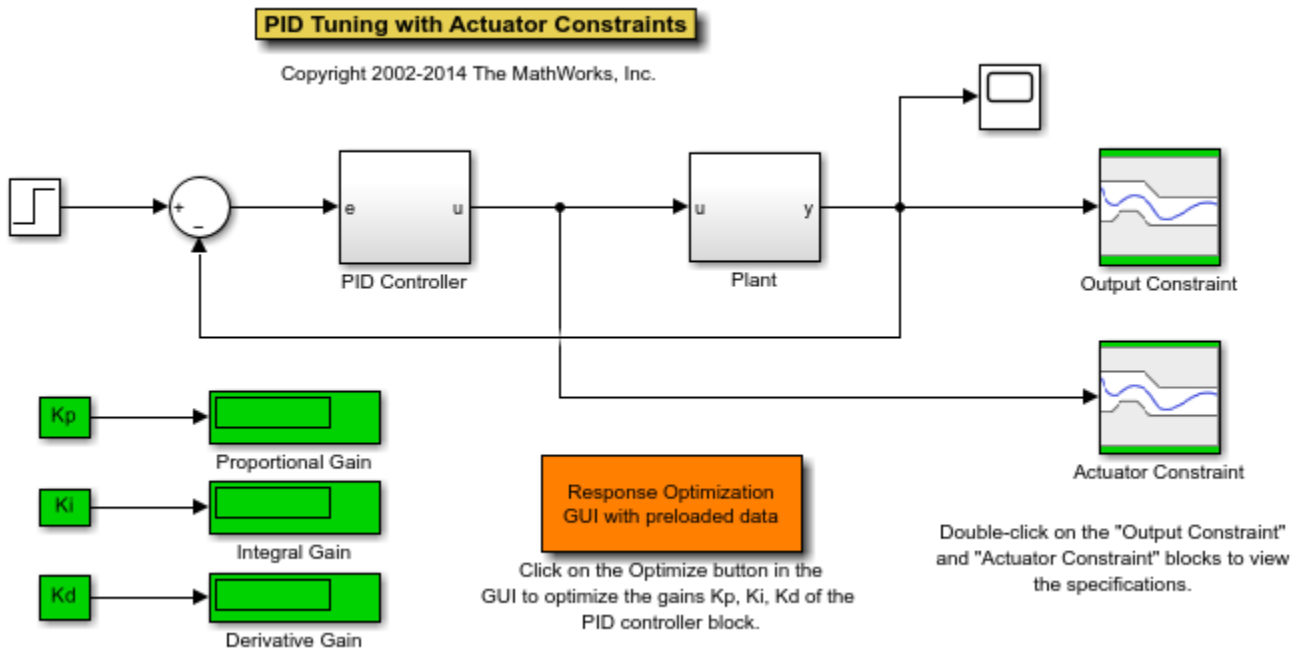 PID Tuning with Actuator Constraints
Copyright 2002-2014 The MathWorks, Inc.
+
−
e
u
PID Controller
u
y
Plant
Output Constraint
Actuator Constraint
Kp
Proportional Gain
Ki
Integral Gain
Kd
Derivative Gain
Response Optimization
GUI with preloaded data
Click on the Optimize button in the
GUI to optimize the gains Kp, Ki, Kd of the
PID controller block.
Double-click on the "Output Constraint"
and "Actuator Constraint" blocks to view
the specifications.